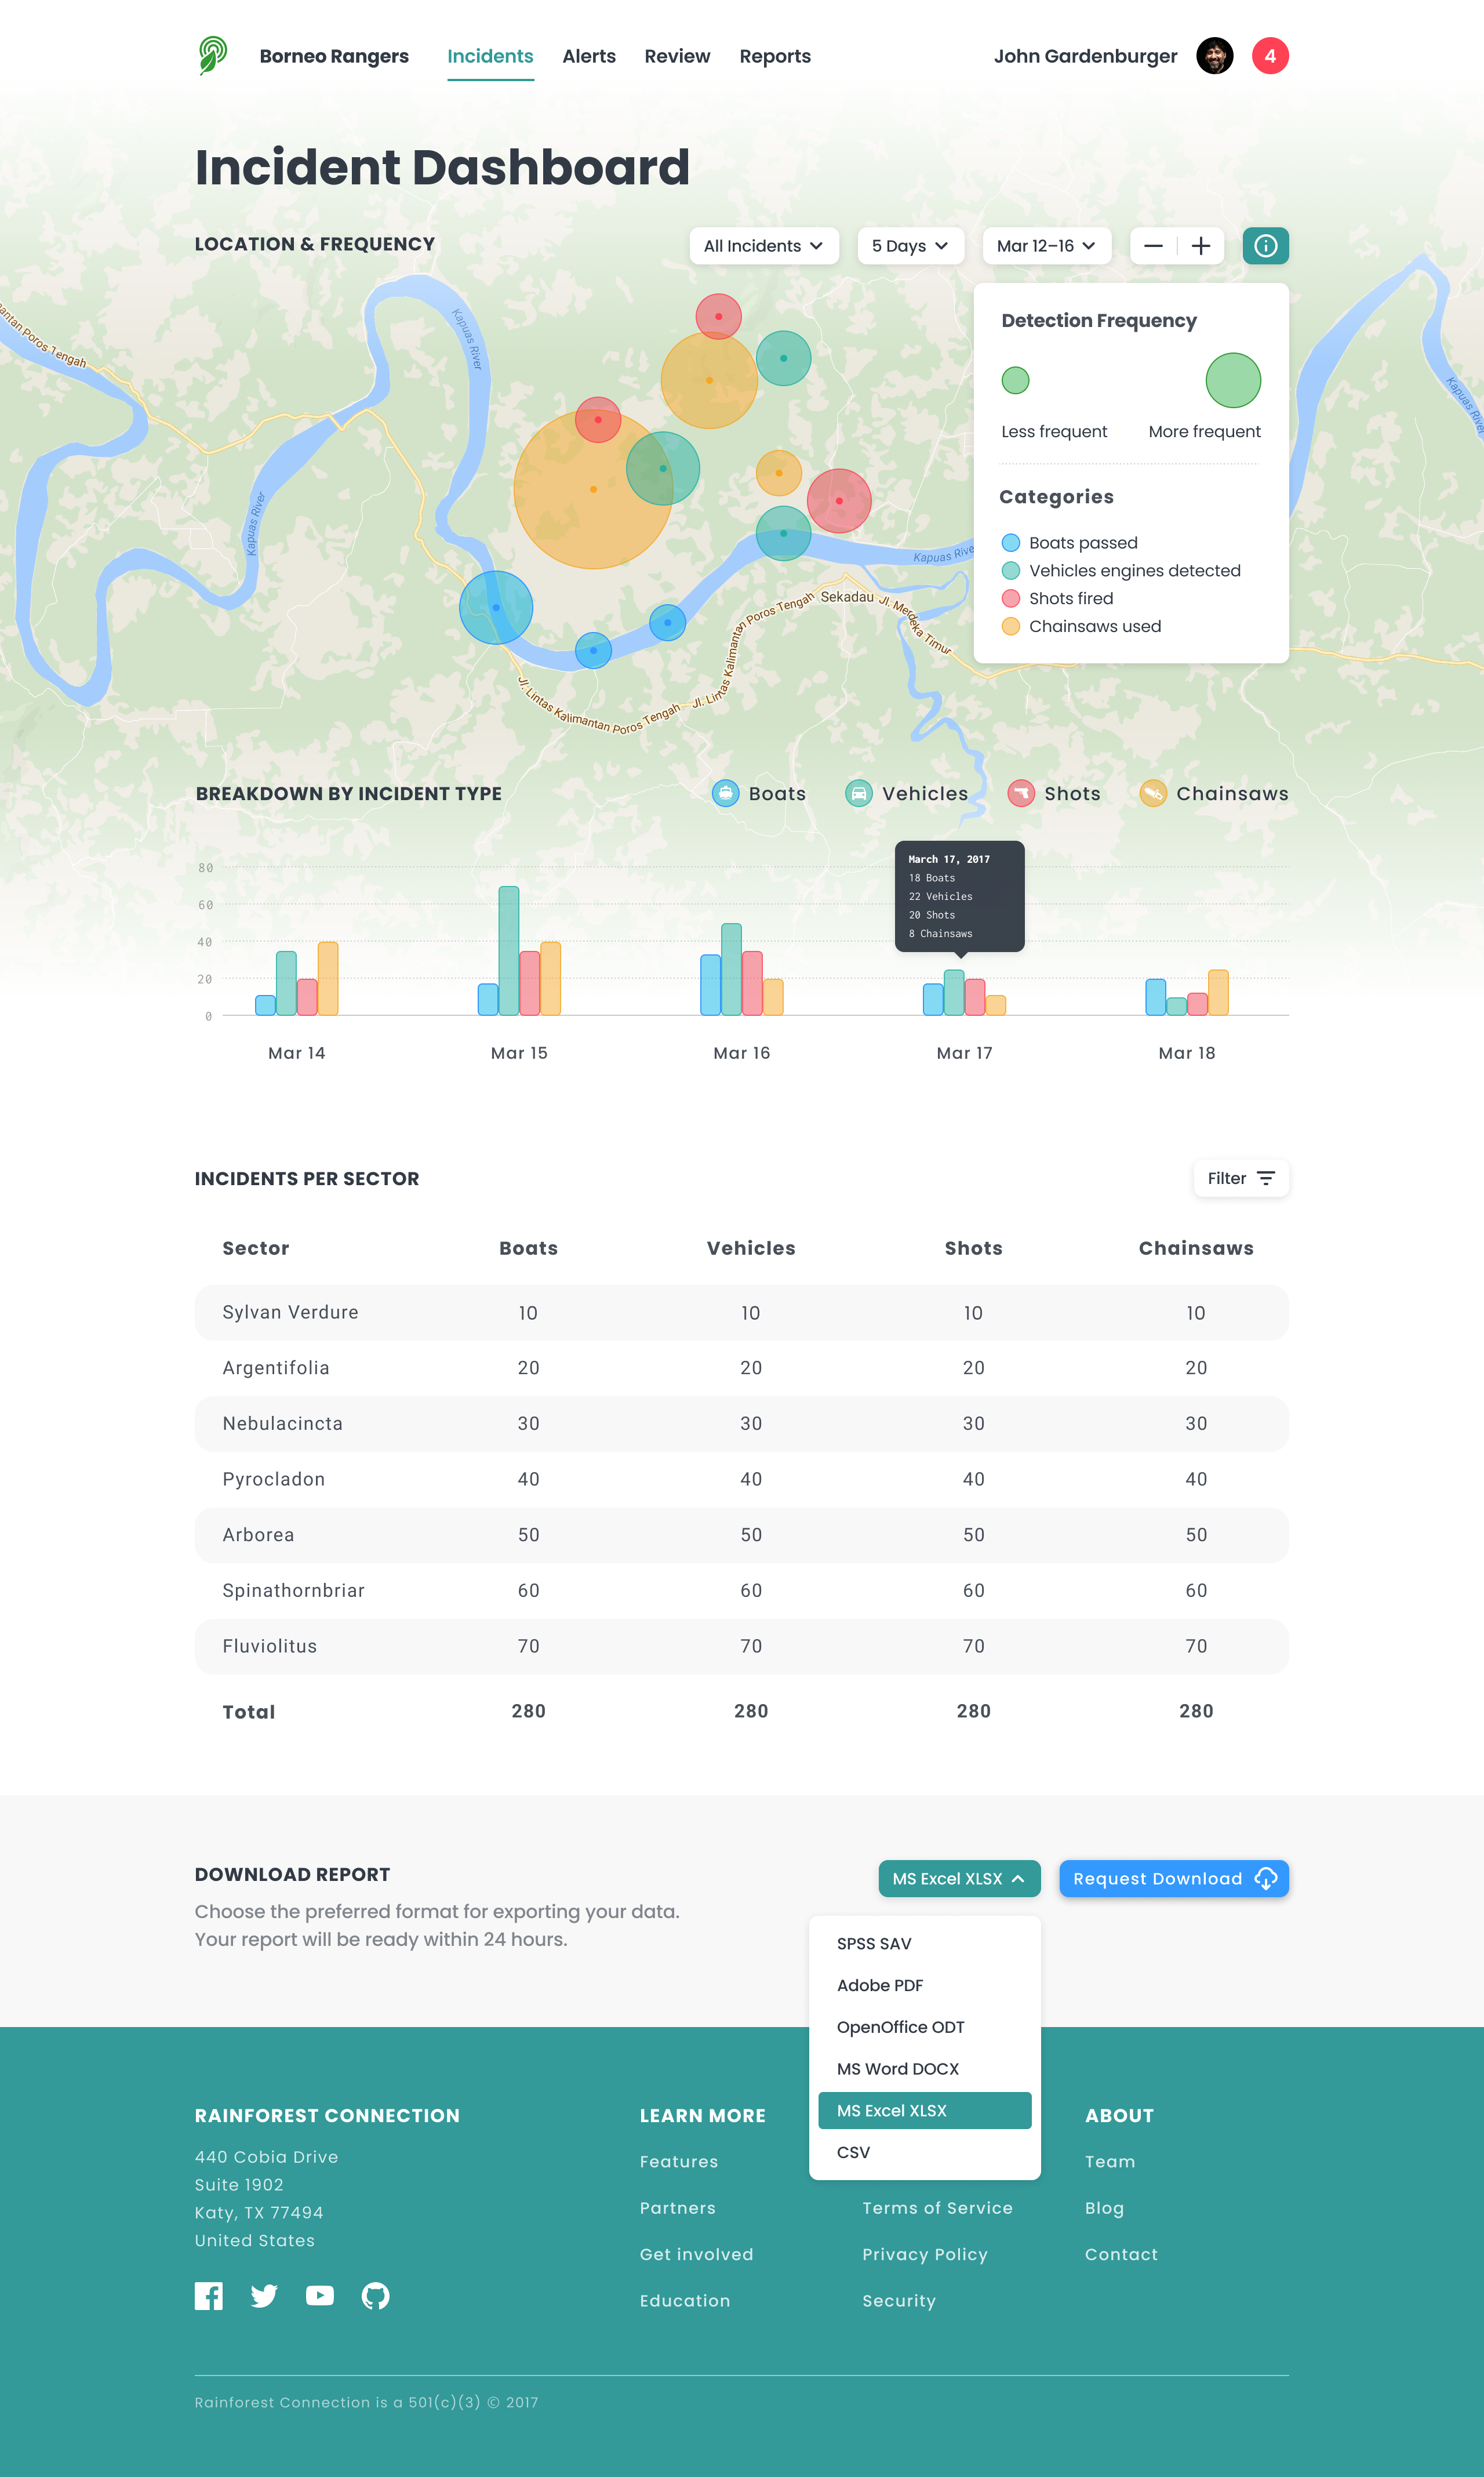 Borneo Rangers
Incidents
Alerts
Review
Reports
John Gardenburger
4
Incident Dashboard
LOCATION & FREQUENCY
All Incidents
5 Days
Mar 12–16
Detection Frequency
Less frequent
More frequent
Categories
Boats passed
Vehicles engines detected
Shots fired
Chainsaws used
antan Poros Tengah
Kapuas River
Kapuas River
Kapuas River
Kapuas Rive
Sekadau
Jl. Merdeka Timur
Jl. Lintas Kalimantan Poros Tengah
Jl. Lintas Kalimantan Poros Tengah
BREAKDOWN BY INCIDENT TYPE
Boats
Vehicles
Shots
Chainsaws
80
60
40
20
0
March 17, 2017
18 Boats
22 Vehicles
20 Shots
8 Chainsaws
Mar 14
Mar 15
Mar 16
Mar 17
Mar 18
INCIDENTS PER SECTOR
Filter
Sector Boats Vehicles Shots Chainsaws
Sylvan Verdure 10 10 10 10
Argentifolia 20 20 20 20
Nebulacincta 30 30 30 30
Pyrocladon 40 40 40 40
Arborea 50 50 50 50
Spinathornbriar 60 60 60 60
Fluviolitus 70 70 70 70
Total 280 280 280 280
DOWNLOAD REPORT
Choose the preferred format for exporting your data.
Your report will be ready within 24 hours.
MS Excel XLSX
Request Download
SPSS SAV
Adobe PDF
OpenOffice ODT
MS Word DOCX
MS Excel XLSX
CSV
RAINFOREST CONNECTION
440 Cobia Drive
Suite 1902
Katy, TX 77494
United States
LEARN MORE
Features
Partners
Get involved
Education
Terms of Service
Privacy Policy
Security
ABOUT
Team
Blog
Contact
Rainforest Connection is a 501(c)(3) © 2017